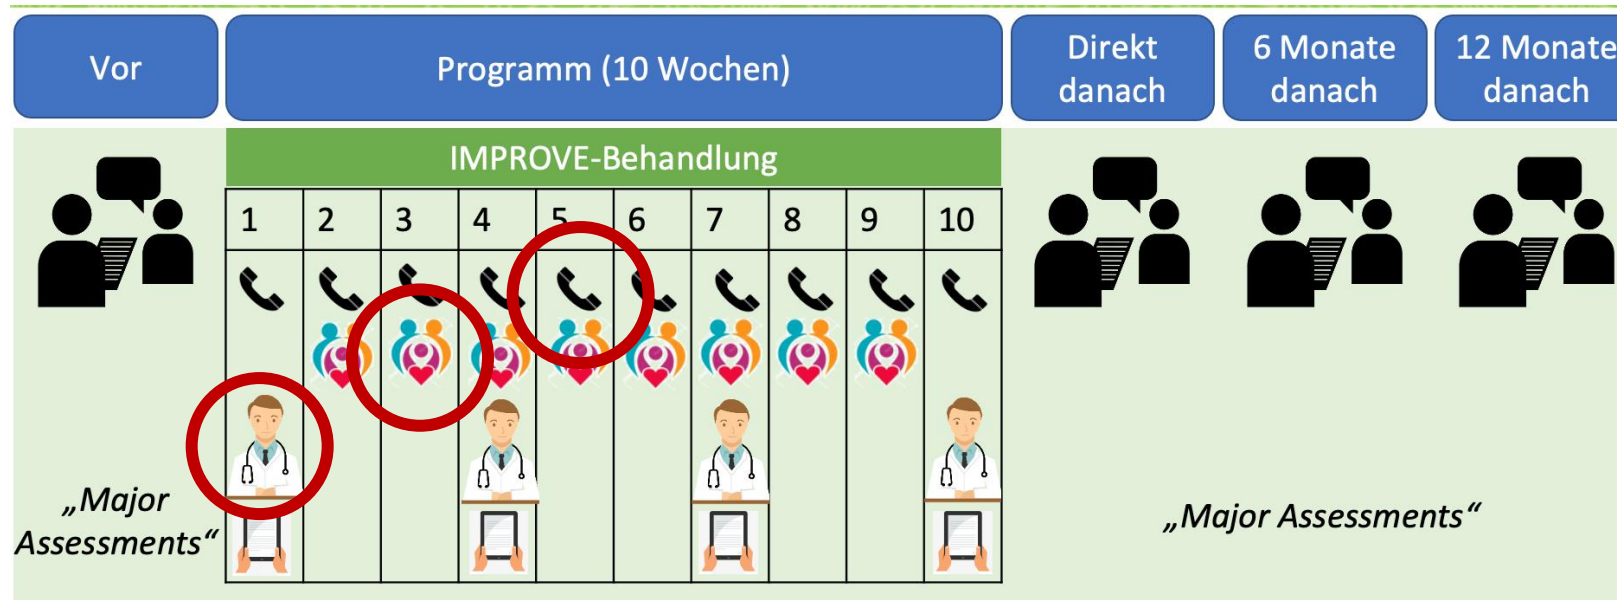 Vor
Programm (10 Wochen)
Direkt
danach
6 Monate
danach
12 Monate
danach
IMPROVE-Behandlung
1 2 3 4 5 6 7 8 9 10
„Major
Assessments“
„Major Assessments“